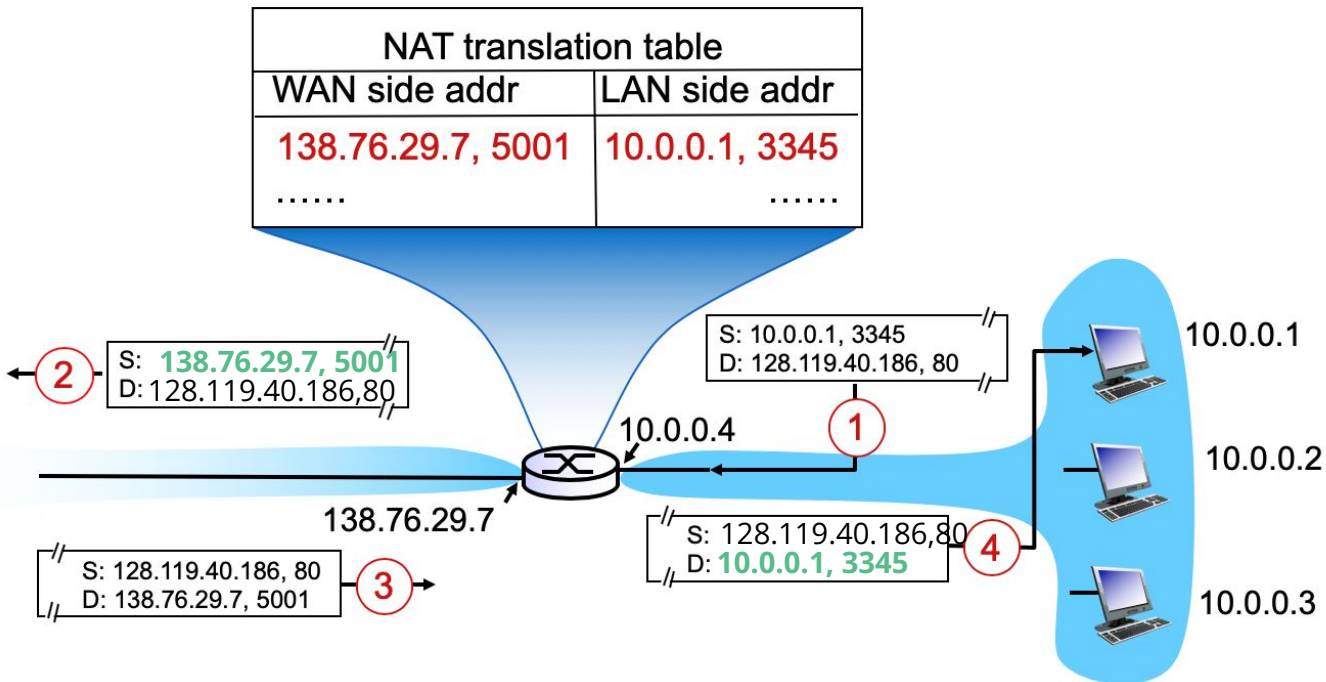 NAT translation table
WAN side addr
LAN side addr
138.76.29.7, 5001
10.0.0.1, 3345
......
......
S: 10.0.0.1, 3345
D: 128.119.40.186, 80
1
10.0.0.1
2
S: 138.76.29.7, 5001
D: 128.119.40.186,80
10.0.0.4
10.0.0.2
138.76.29.7
S: 128.119.40.186,80
D: 10.0.0.1, 3345
4
S: 128.119.40.186, 80
D: 138.76.29.7, 5001
3
10.0.0.3